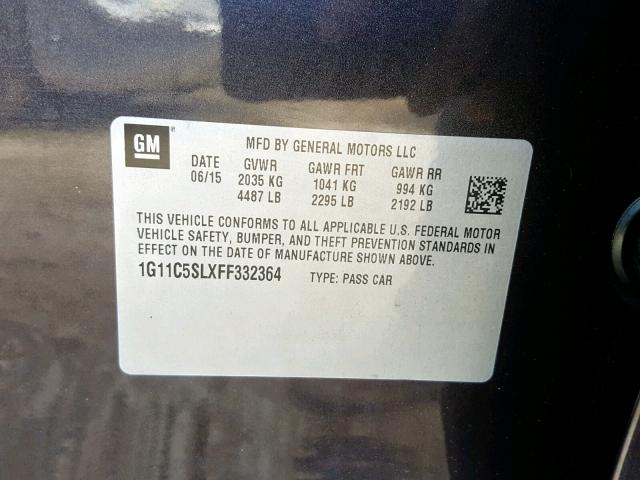 GM ®
MFD BY GENERAL MOTORS LLC
DATE GVWR GAWR FRT GAWR RR
06/15 2035 KG 1041 KG 994 KG
4487 LB 2295 LB 2192 LB
THIS VEHICLE CONFORMS TO ALL APPLICABLE U.S. FEDERAL MOTOR
VEHICLE SAFETY, BUMPER, AND THEFT PREVENTION STANDARDS IN
EFFECT ON THE DATE OF MANUFACTURE SHOWN ABOVE.
1G11C5SLXFF332364 TYPE: PASS CAR